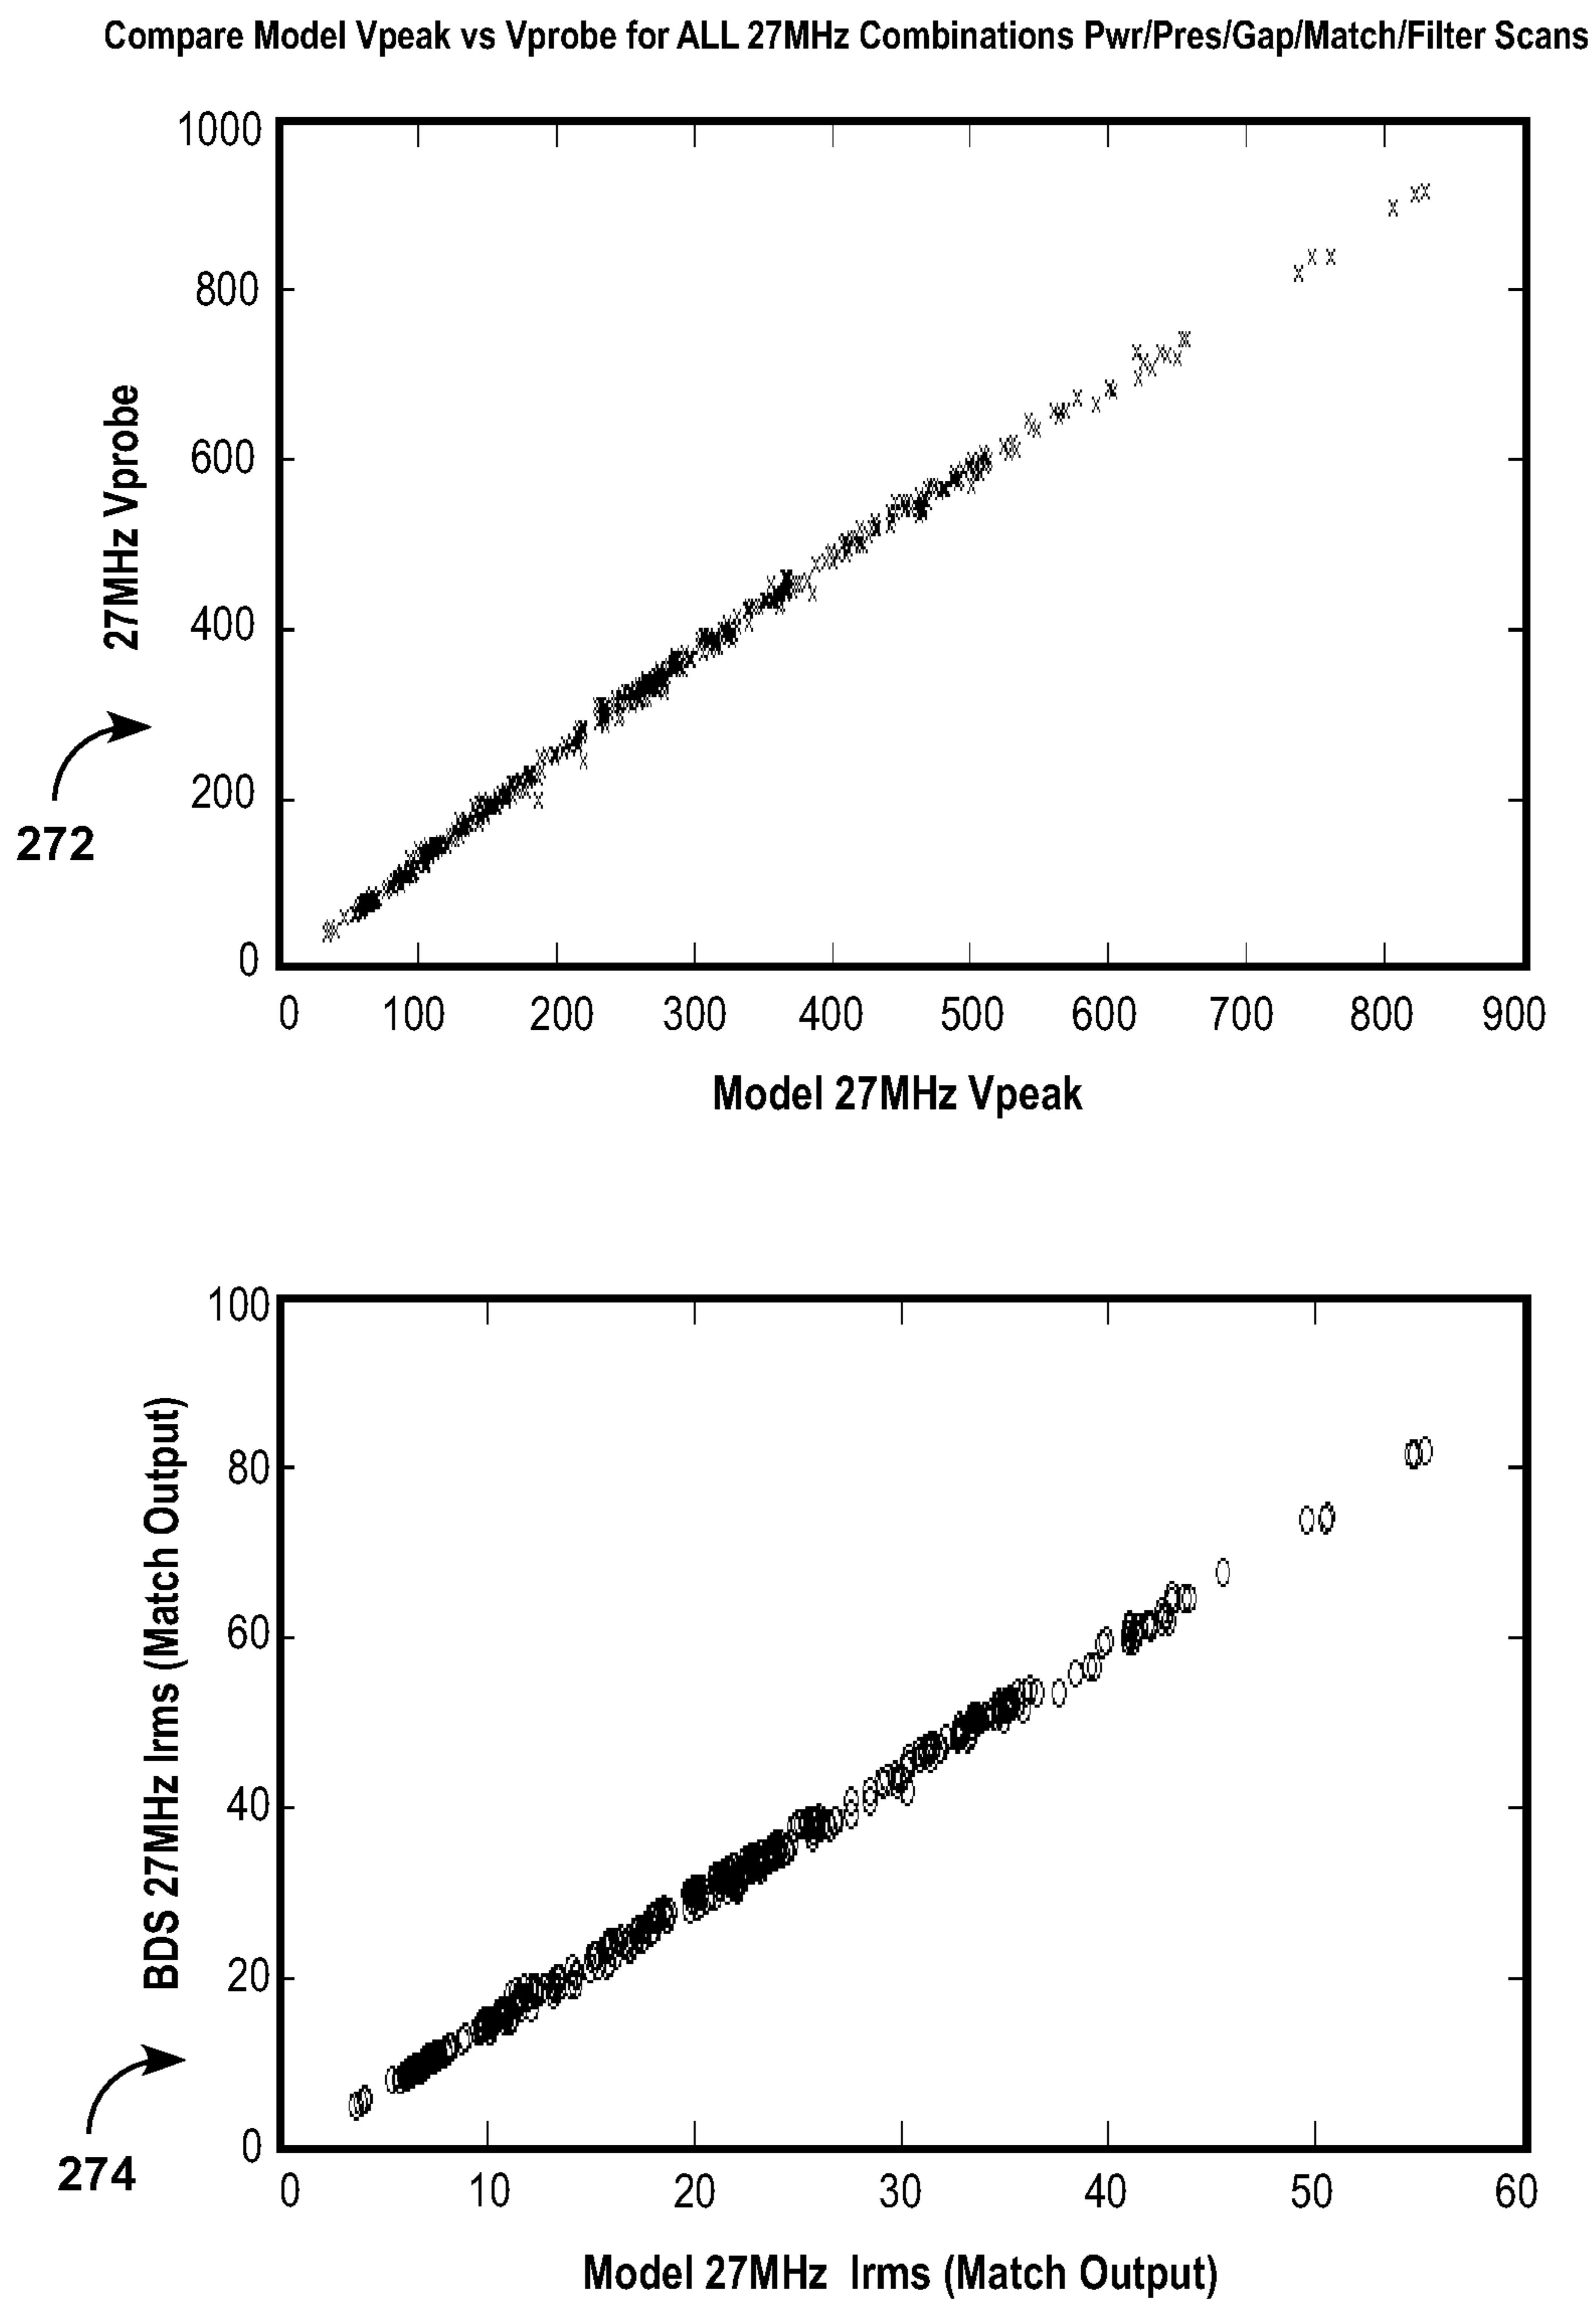 Compare Model Vpeak vs Vprobe for ALL 27MHz Combinations Pwr/Pres/Gap/Match/Filter Scans
1000
800
600
400
200
0
27MHz Vprobe
272
0 100 200 300 400 500 600 700 800 900
Model 27MHz Vpeak
100
80
60
40
20
0
BDS 27MHz Irms (Match Output)
274
0 10 20 30 40 50 60
Model 27MHz Irms (Match Output)